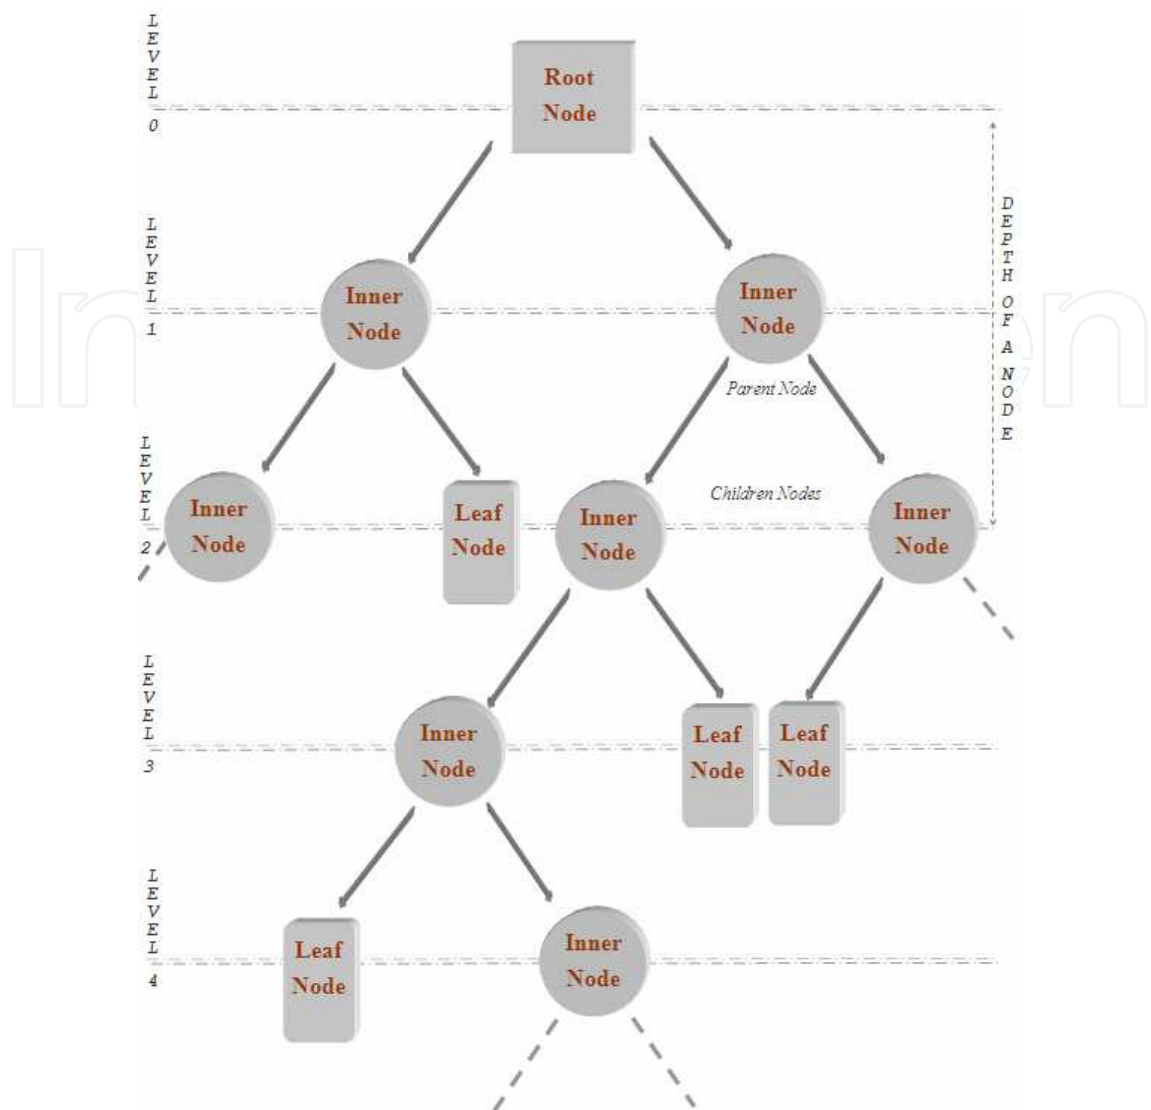 LEVEL 0
Root
Node
DEPTH OF A NODE
LEVEL 1
Inner
Node
Inner
Node
Parent Node
Children Nodes
LEVEL 2
Inner
Node
Leaf
Node
Inner
Node
Inner
Node
LEVEL 3
Inner
Node
Leaf
Node
Leaf
Node
LEVEL 4
Leaf
Node
Inner
Node